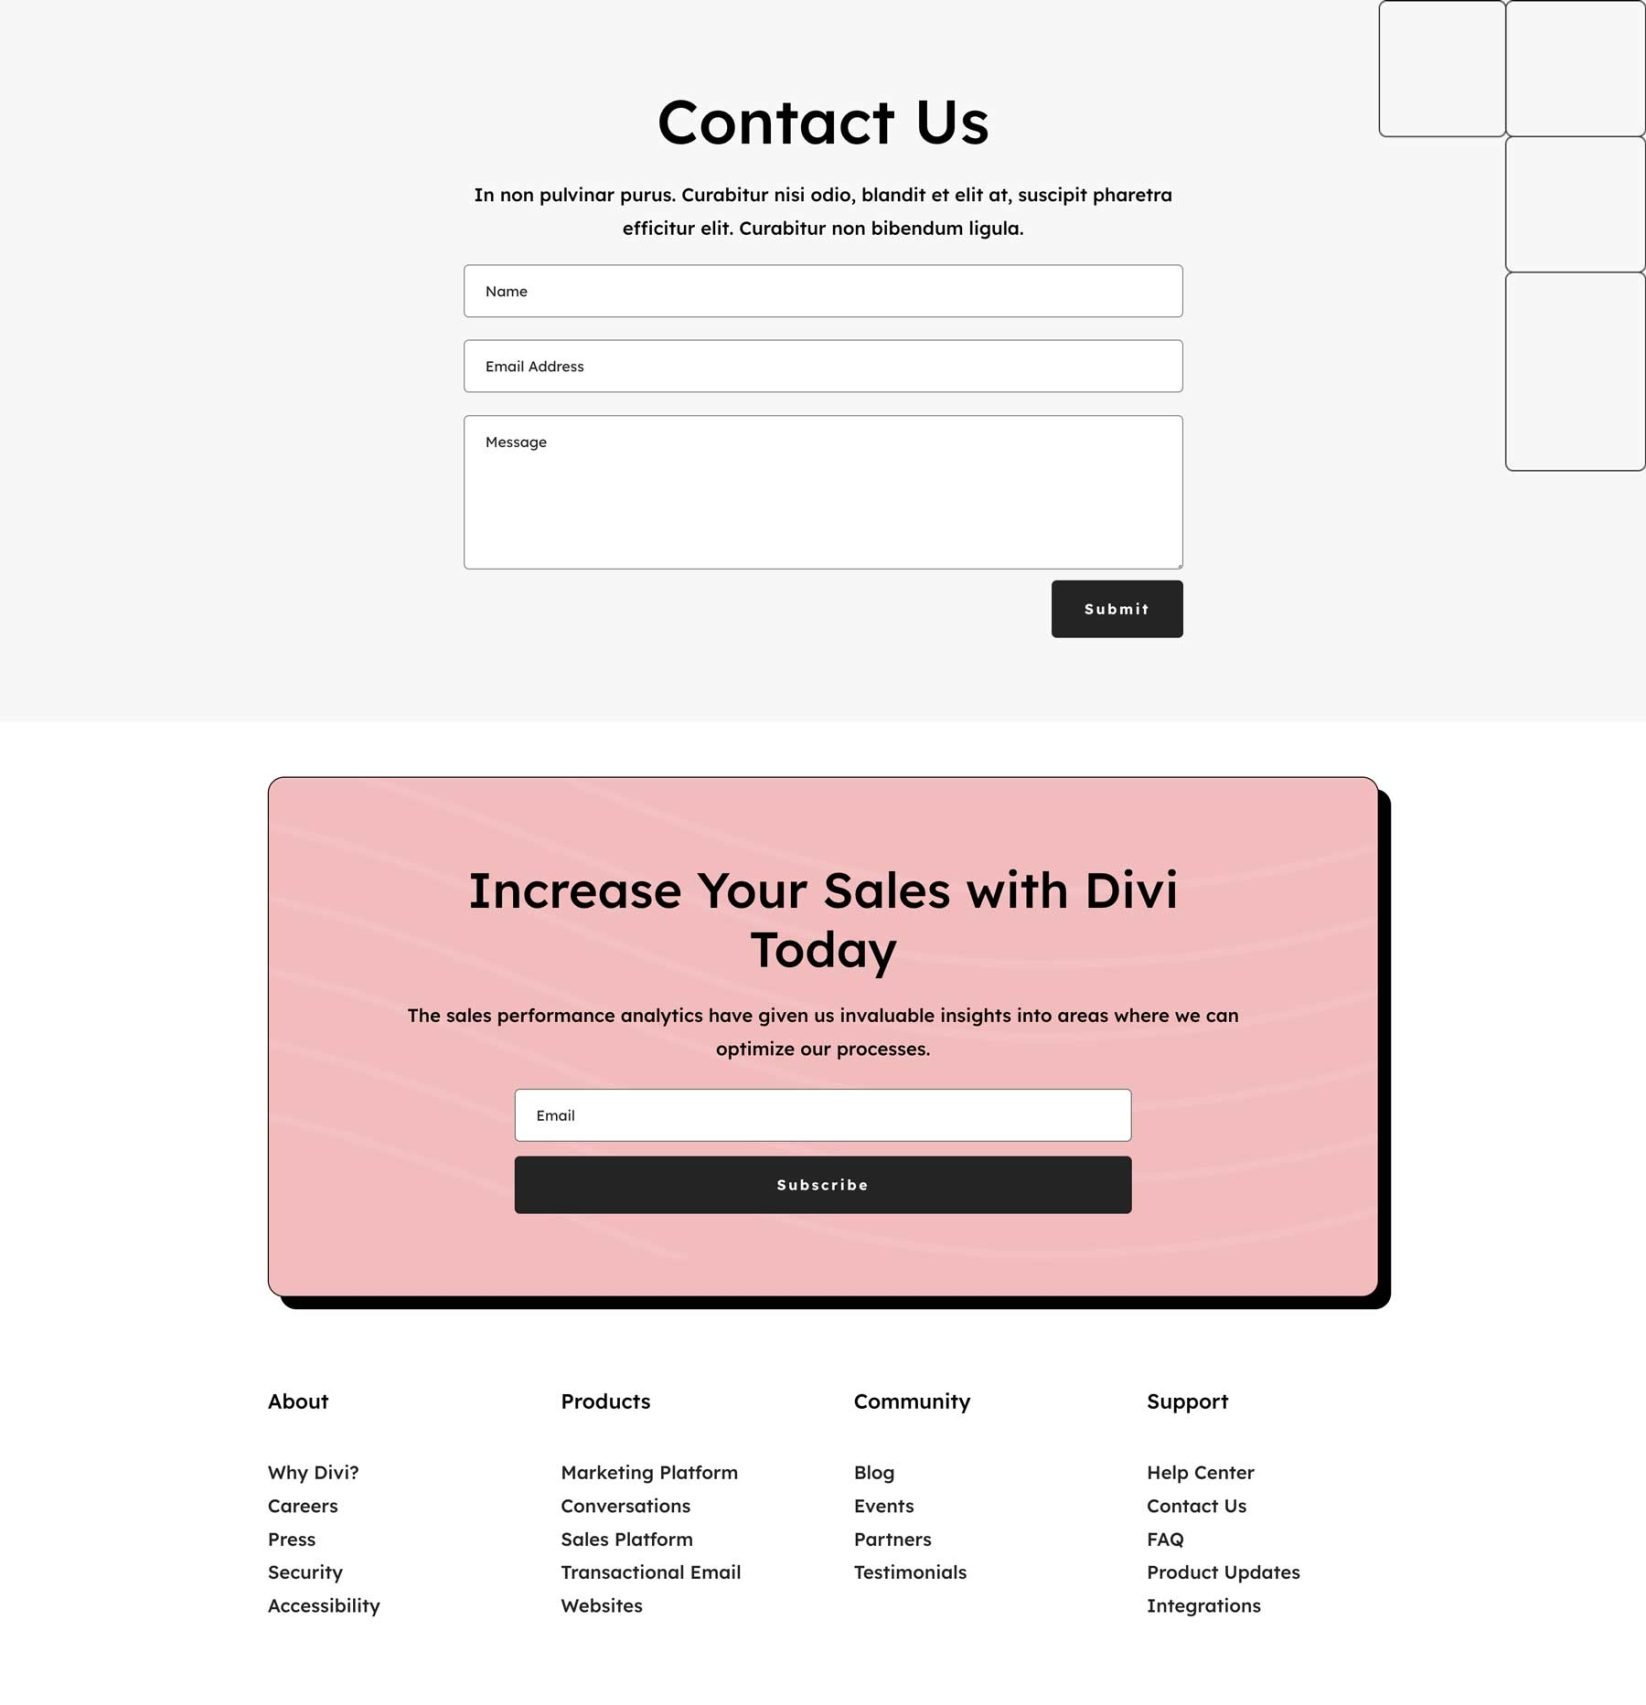 Contact Us
In non pulvinar purus. Curabitur nisi odio, blandit et elit at, suscipit pharetra
efficitur elit. Curabitur non bibendum ligula.
Name
Email Address
Message
Submit
Increase Your Sales with Divi
Today
The sales performance analytics have given us invaluable insights into areas where we can
optimize our processes.
Email
Subscribe
About
Why Divi?
Careers
Press
Security
Accessibility
Products
Marketing Platform
Conversations
Sales Platform
Transactional Email
Websites
Community
Blog
Events
Partners
Testimonials
Support
Help Center
Contact Us
FAQ
Product Updates
Integrations